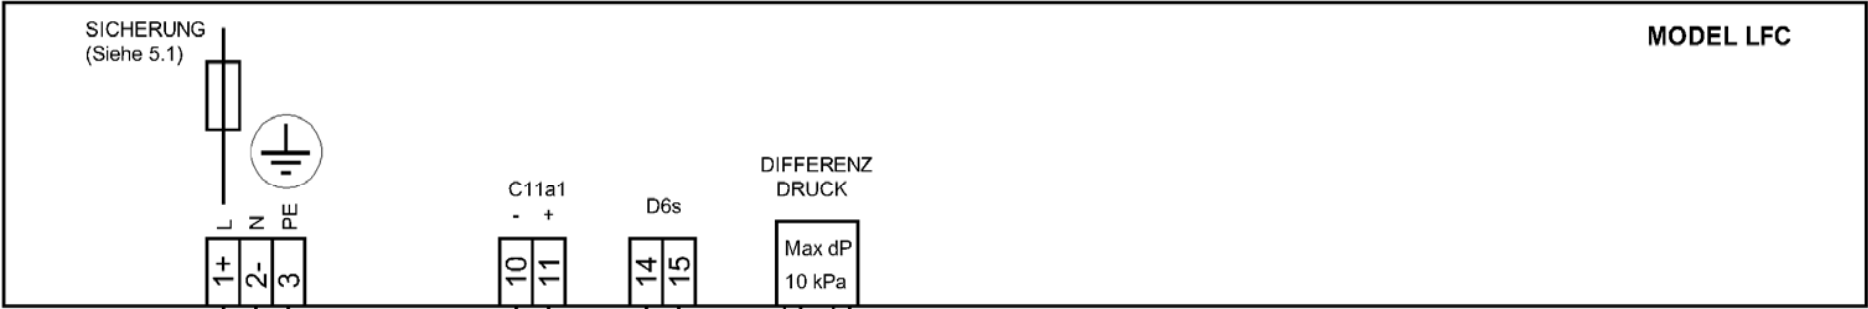 SICHERUNG
(Siehe 5.1)
MODEL LFC
L N PE
1+ 2- 3
C11a1
- +
10 11
D6s
14 15
DIFFERENZ
DRUCK
Max dP
10 kPa